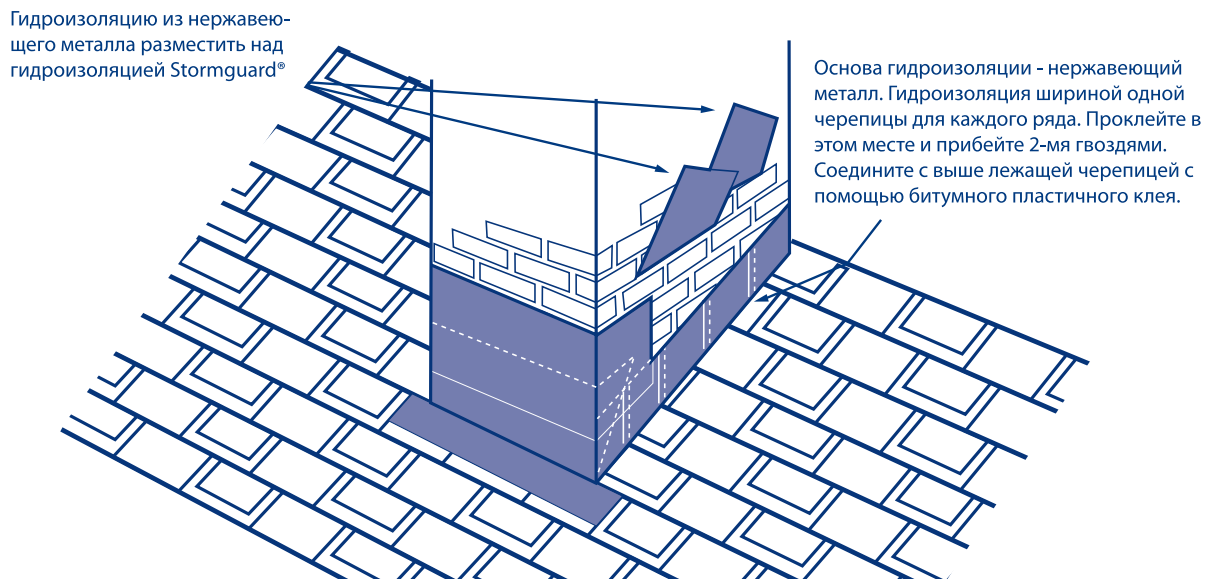 Гидроизоляцию из нержавею-
щего металла разместить над
гидроизоляцией Stormguard®
Основа гидроизоляции - нержавеющий
металл. Гидроизоляция шириной одной
черепицы для каждого ряда. Проклейте в
этом месте и прибейте 2-мя гвоздями.
Соедините с выше лежащей черепицей с
помощью битумного пластичного клея.